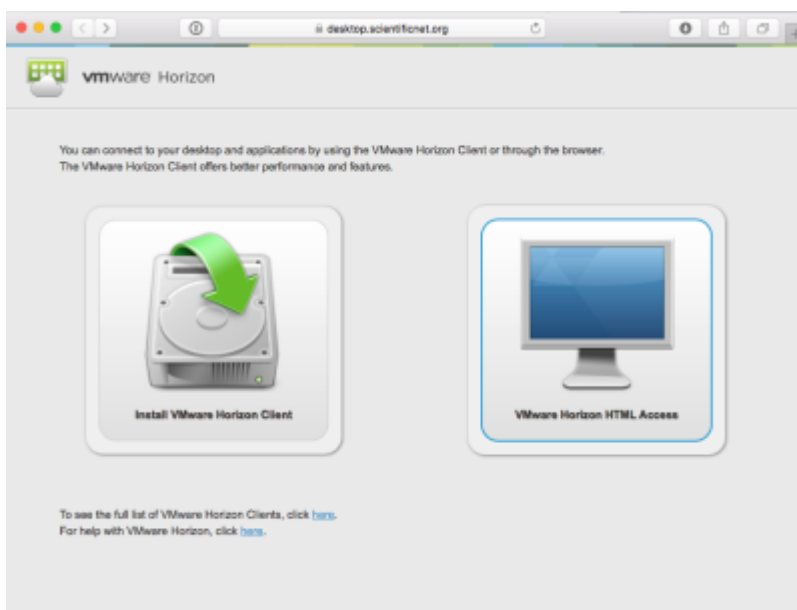 desktop.scientificnet.org
vmware Horizon
You can connect to your desktop and applications by using the VMware Horizon Client or through the browser.
The VMware Horizon Client offers better performance and features.
Install VMware Horizon Client
VMware Horizon HTML Access
To see the full list of VMware Horizon Clients, click here.
For help with VMware Horizon, click here.